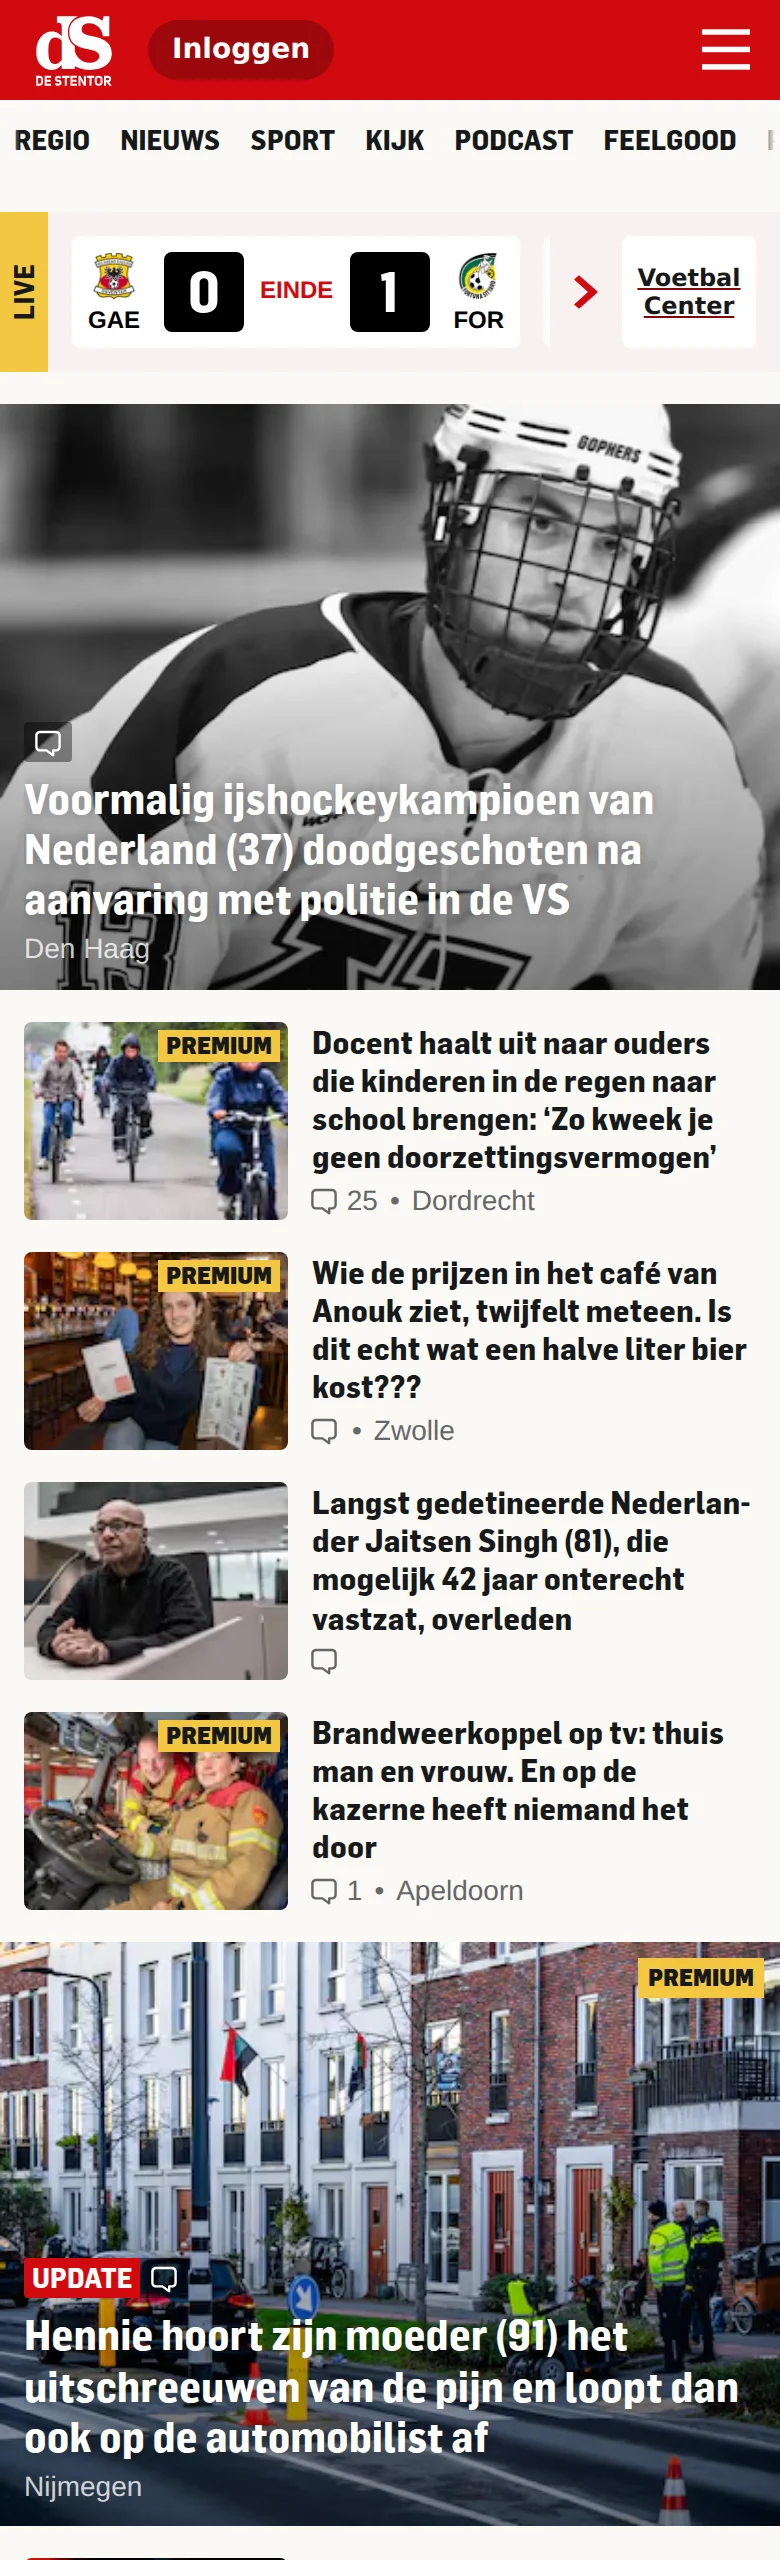 dS
DE STENTOR
Inloggen
REGIO NIEUWS SPORT KIJK PODCAST FEELGOOD
LIVE
GAE 0 EINDE 1 FOR
Voetbal
Center
GOPHERS
Voormalig ijshockeykampioen van
Nederland (37) doodgeschoten na
aanvaring met politie in de VS
Den Haag
PREMIUM
Docent haalt uit naar ouders
die kinderen in de regen naar
school brengen: ‘Zo kweek je
geen doorzettingsvermogen’
25 • Dordrecht
PREMIUM
Wie de prijzen in het café van
Anouk ziet, twijfelt meteen. Is
dit echt wat een halve liter bier
kost???
• Zwolle
Langst gedetineerde Nederlan-
der Jaitsen Singh (81), die
mogelijk 42 jaar onterecht
vastzat, overleden
PREMIUM
Brandweerkoppel op tv: thuis
man en vrouw. En op de
kazerne heeft niemand het
door
1 • Apeldoorn
PREMIUM
UPDATE
Hennie hoort zijn moeder (91) het
uitschreeuwen van de pijn en loopt dan
ook op de automobilist af
Nijmegen